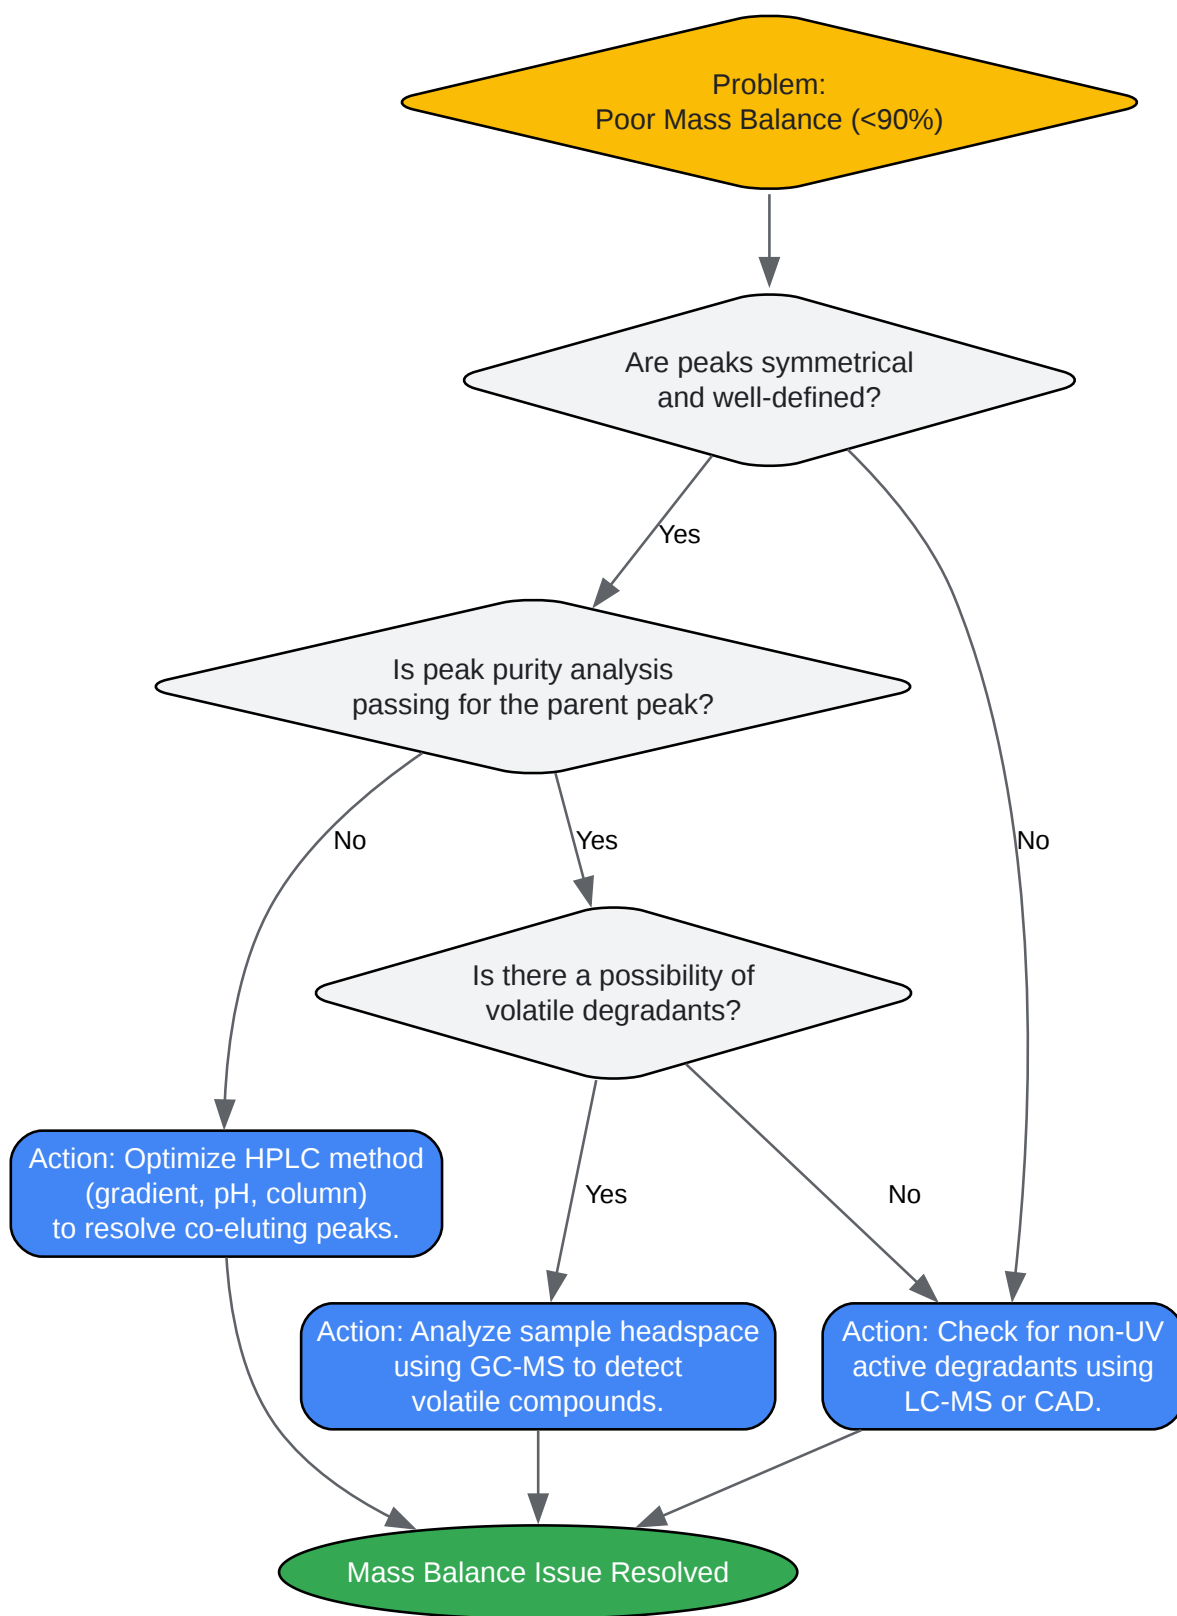 Problem:
Poor Mass Balance (<90%)
Are peaks symmetrical
and well-defined?
Yes
Is peak purity analysis
passing for the parent peak?
No
Yes
No
Is there a possibility of
volatile degradants?
Action: Optimize HPLC method
(gradient, pH, column)
to resolve co-eluting peaks.
Yes
No
Action: Analyze sample headspace
using GC-MS to detect
volatile compounds.
Action: Check for non-UV
active degradants using
LC-MS or CAD.
Mass Balance Issue Resolved